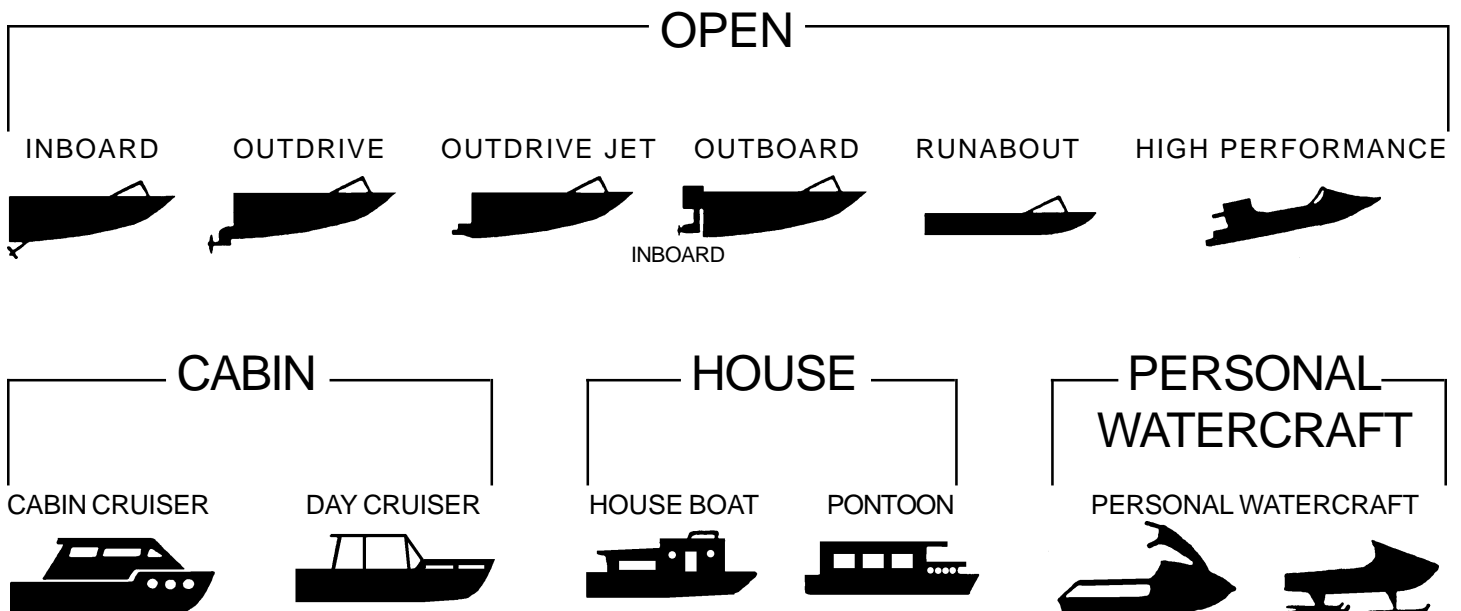 OPEN
INBOARD OUTDRIVE OUTDRIVE JET OUTBOARD RUNABOUT HIGH PERFORMANCE
INBOARD
CABIN HOUSE PERSONAL
WATERCRAFT
CABIN CRUISER DAY CRUISER HOUSE BOAT PONTOON PERSONAL WATERCRAFT